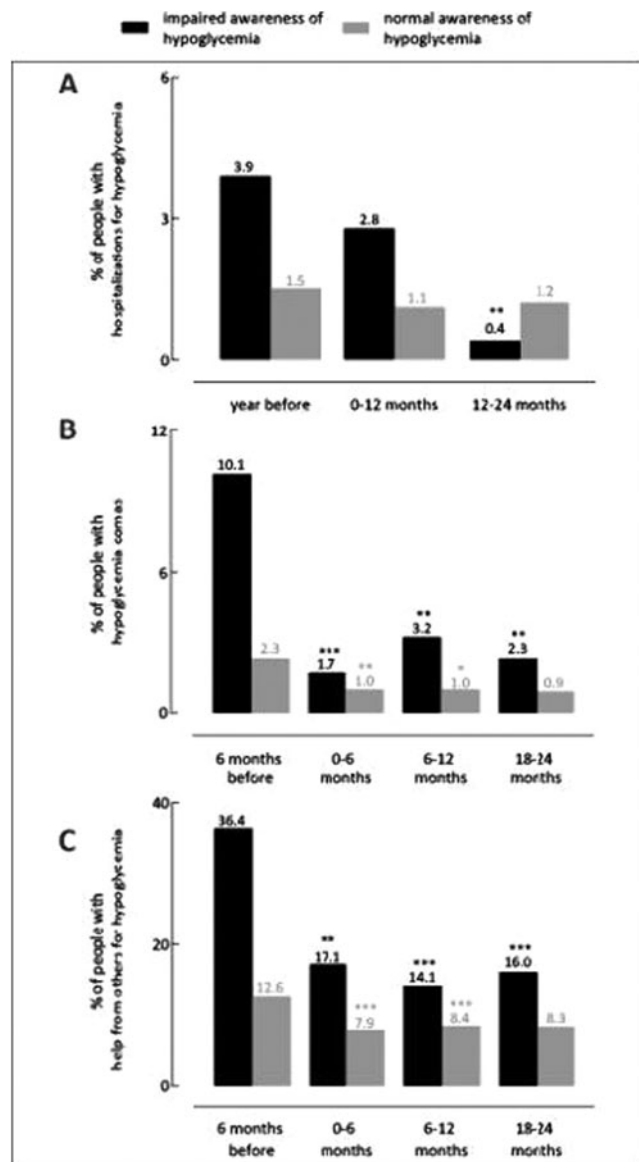 impaired awareness of
hypoglycemia
normal awareness of
hypoglycemia
A
% of people with
hospitalizations for hypoglycemia
6
3
0
3.9
1.5
2.8
1.1
**
0.4
1.2
year before
0-12 months
12-24 months
B
% of people with
hypoglycemia comas
12
6
0
10.1
2.3
***
1.7
**
1.0
**
3.2
*
1.0
**
2.3
0.9
6 months
before
0-6
months
6-12
months
18-24
months
C
% of people with
help from others for hypoglycemia
40
20
0
36.4
12.6
**
17.1
***
7.9
***
14.1
***
8.4
***
16.0
8.3
6 months
before
0-6
months
6-12
months
18-24
months